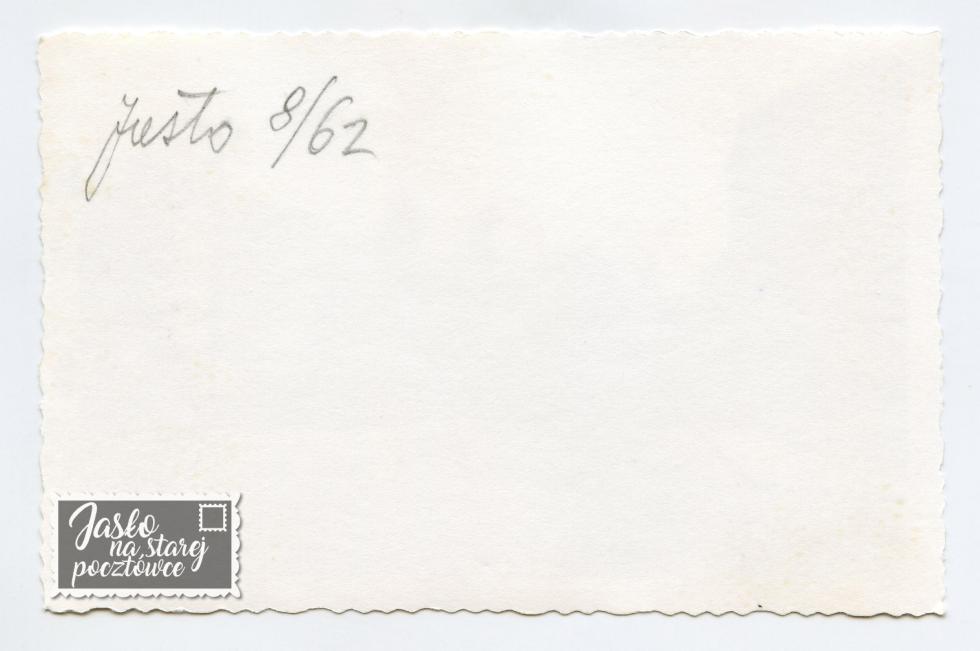 Jasło 8/62
Jasło
na starej
pocztówce